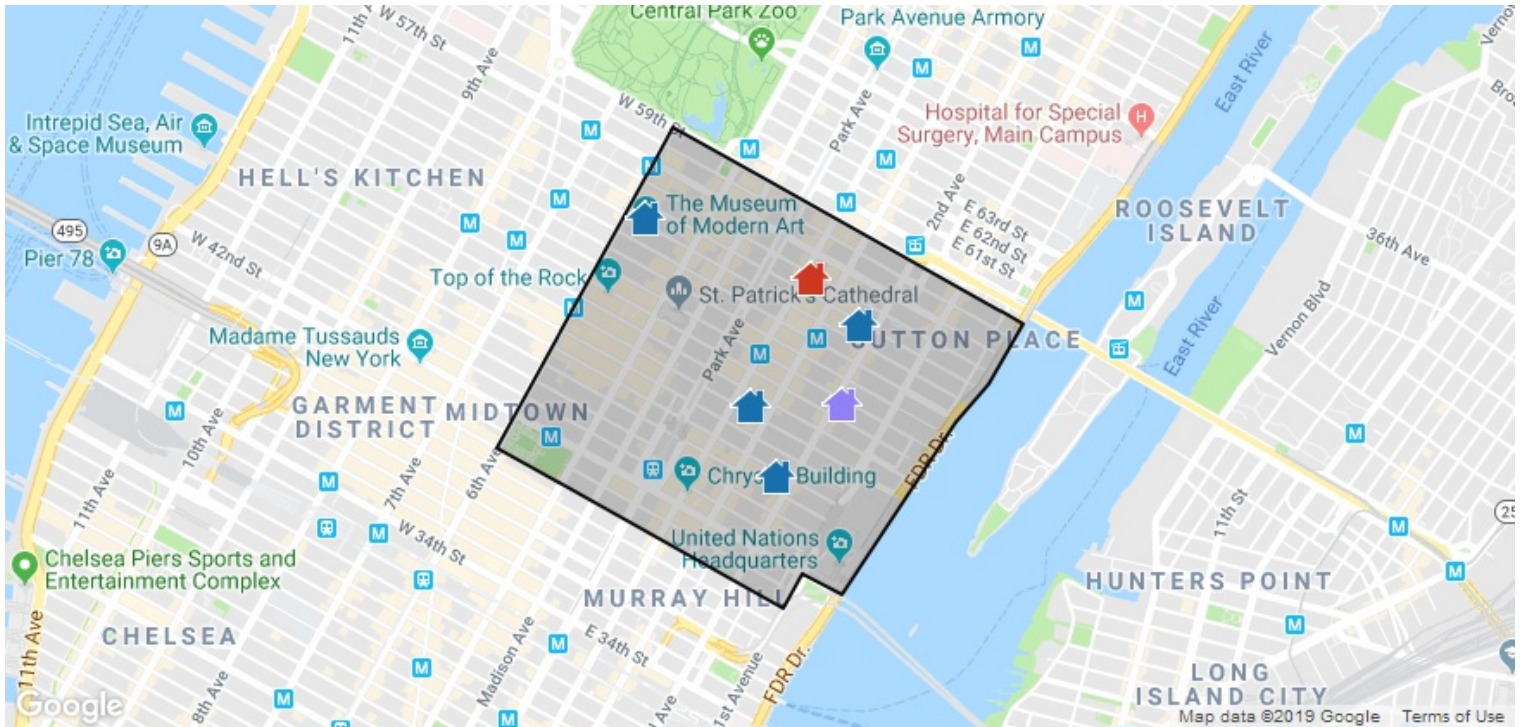 Central Park Zoo
Park Avenue Armory
11th A
W 57th St
9th Ave
Vernon
East River
W 59th St
Park Ave
Hospital for Special
Surgery, Main Campus
Intrepid Sea, Air
& Space Museum
HELL'S KITCHEN
The Museum
of Modern Art
2nd Ave
E 63rd St
E 62nd St
E 61st St
ROOSEVELT
ISLAND
36th Ave
495
9A
W 42nd St
Pier 78
Top of the Rock
St. Patrick's Cathedral
Vernon Blvd
East River
Madame Tussauds
New York
Park Ave
SUTTON PLACE
GARMENT
DISTRICT
MIDTOWN
10th Ave
7th Ave
6th Ave
11th Ave
Chrys Building
FDR Dr.
11th St
25
W 34th St
United Nations
Headquarters
Chelsea Piers Sports and
Entertainment Complex
MURRAY HILL
HUNTERS POINT
CHELSEA
E 34th St
Madison Ave
11th Ave
8th Ave
1st Avenue
FDR Dr.
LONG
ISLAND CITY
Google
Map data ©2019 Google
Terms of Use